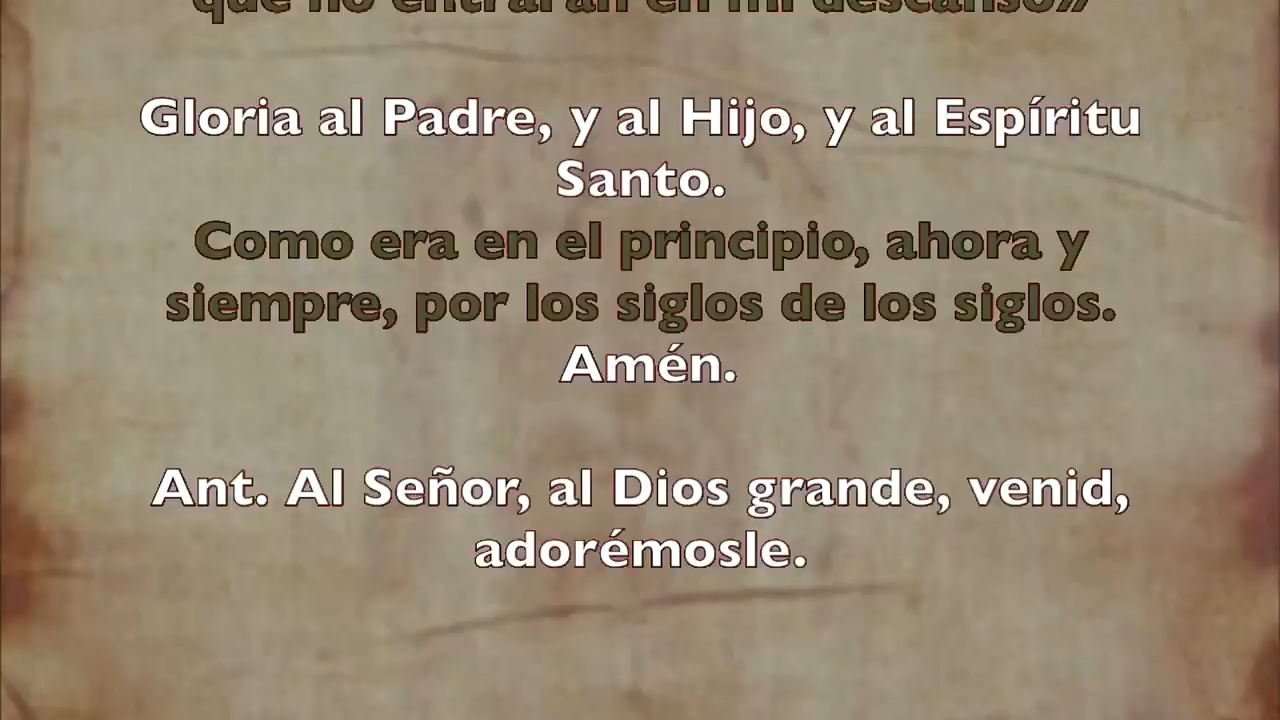 que no entrarán en mi descanso»
Gloria al Padre, y al Hijo, y al Espíritu
Santo.
Como era en el principio, ahora y
siempre, por los siglos de los siglos.
Amén.
Ant. Al Señor, al Dios grande, venid,
adorémosle.